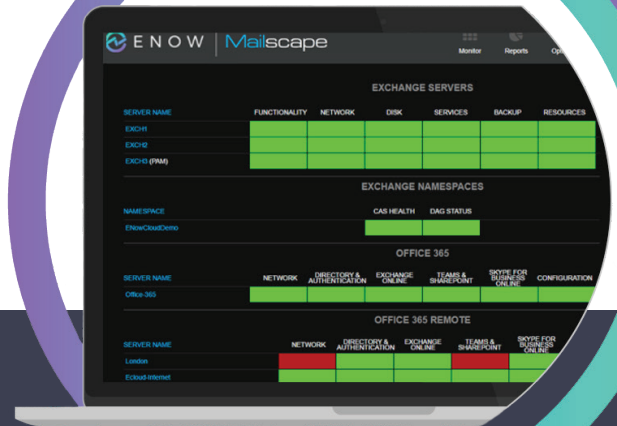 ENOW | Mailscape
Monitor Reports
EXCHANGE SERVERS
SERVER NAME FUNCTIONALITY NETWORK DISK SERVICES BACKUP RESOURCES
EXCH1
EXCH2
EXCH3 (PAM)
EXCHANGE NAMESPACES
NAMESPACE CAS HEALTH DAG STATUS
ENowCloudDemo
OFFICE 365
SERVER NAME NETWORK DIRECTORY & AUTHENTICATION EXCHANGE ONLINE TEAMS & SHAREPOINT SKYPE FOR BUSINESS ONLINE CONFIGURATION
Office-365
OFFICE 365 REMOTE
SERVER NAME NETWORK DIRECTORY & AUTHENTICATION EXCHANGE ONLINE TEAMS & SHAREPOINT SKYPE FOR BUSINESS ONLINE
London
Ecloud-Internet